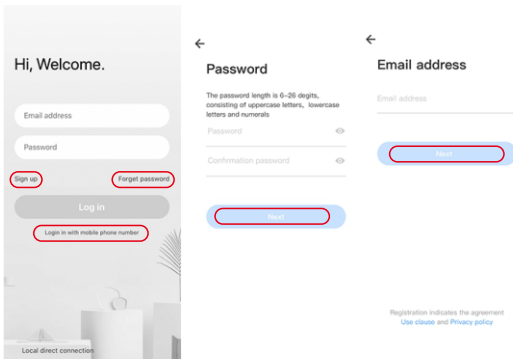 Hi, Welcome.
Email address
Password
Sign up
Forget password
Log in
Login in with mobile phone number
Local direct connection
Password
The password length is 6-26 degits,
consisting of uppercase letters, lowercase
letters and numerals
Password
Confirmation password
Next
Email address
Email address
Next
Registration indicates the agreement
Use clause and Privacy policy